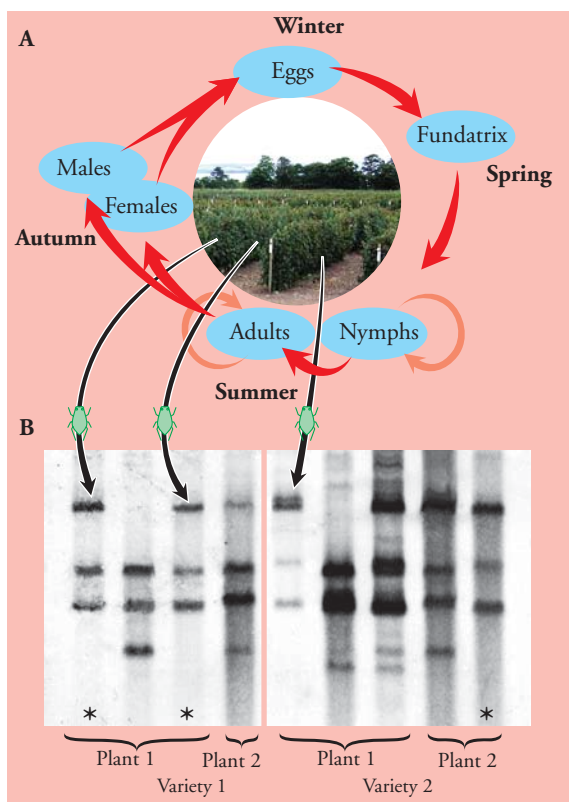 A
Winter
Eggs
Fundatrix
Spring
Males
Females
Autumn
Adults
Nymphs
Summer
B
* * *
Plant 1 Plant 2 Plant 1 Plant 2
Variety 1 Variety 2